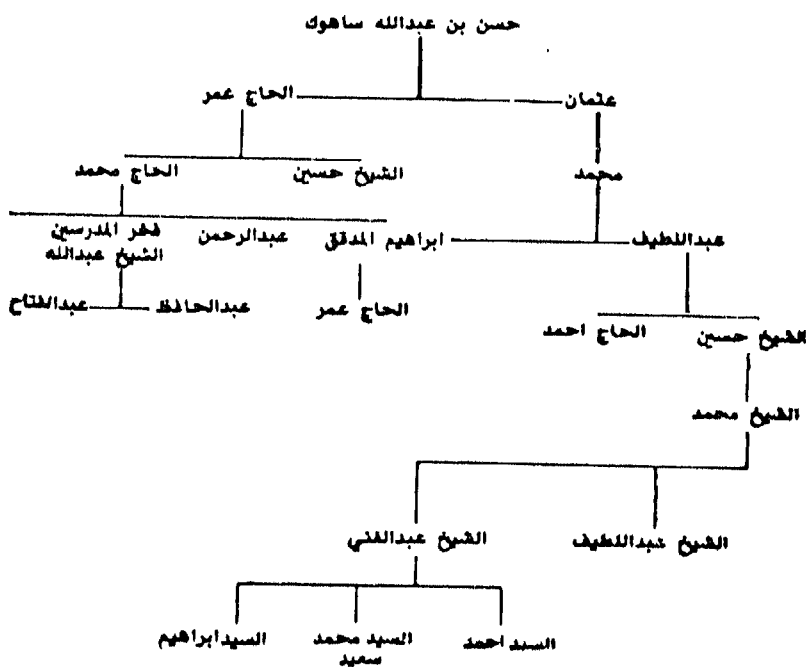 حسن بن عبدالله ساهوك
عثمان الحاج عمر
محمد الشيخ حسين الحاج محمد
عبداللطيف ابراهيم المدقق عبدالرحمن فخر المدرسين
الشيخ عبدالله
الحاج عمر عبدالحافظ عبدالفتاح
الشيخ حسين الحاج احمد
الشيخ محمد
الشيخ عبداللطيف الشيخ عبدالغني
السيد احمد السيد محمد السيد ابراهيم
سعيد